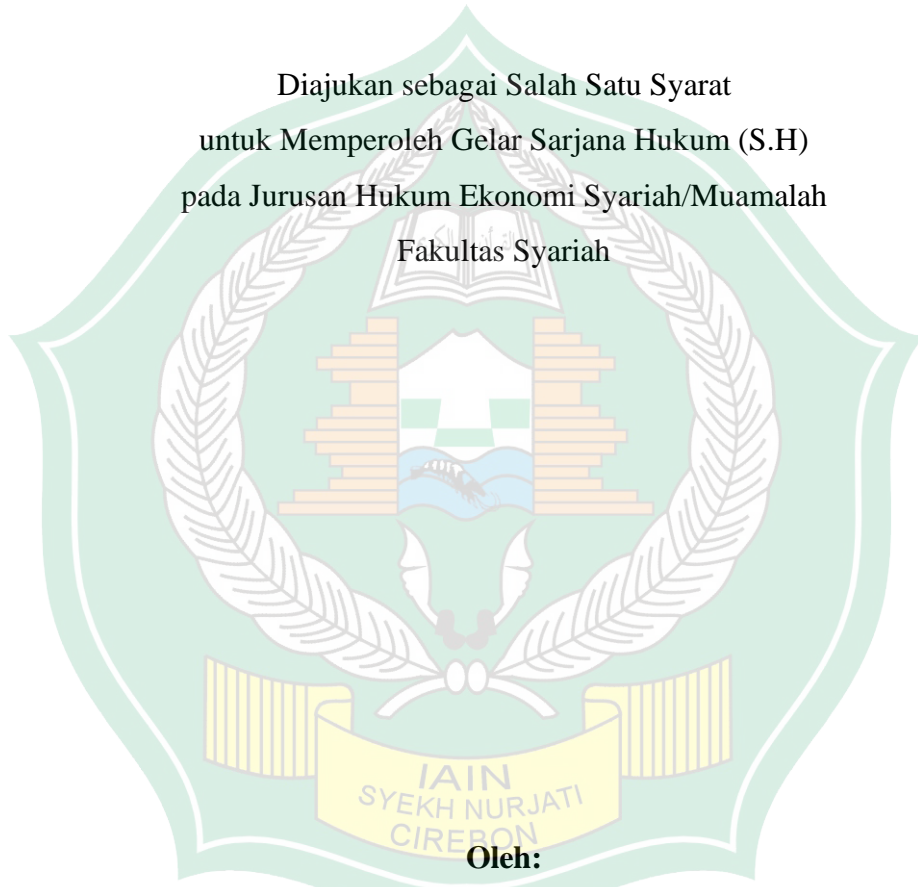 Diajukan sebagai Salah Satu Syarat
untuk Memperoleh Gelar Sarjana Hukum (S.H)
pada Jurusan Hukum Ekonomi Syariah/Muamalah
Fakultas Syariah
IAIN
SYEKH NURJATI
CIREBON
Oleh: